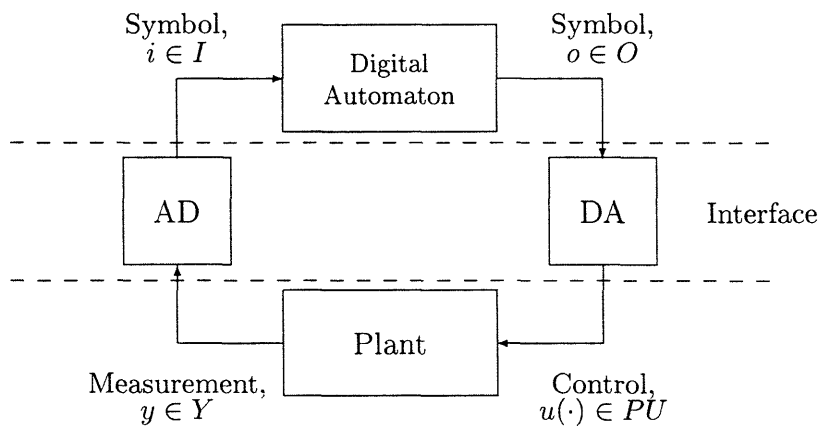 Symbol,
i ∈ I
Digital
Automaton
Symbol,
o ∈ O
AD
DA
Interface
Plant
Measurement,
y ∈ Y
Control,
u(·) ∈ PU